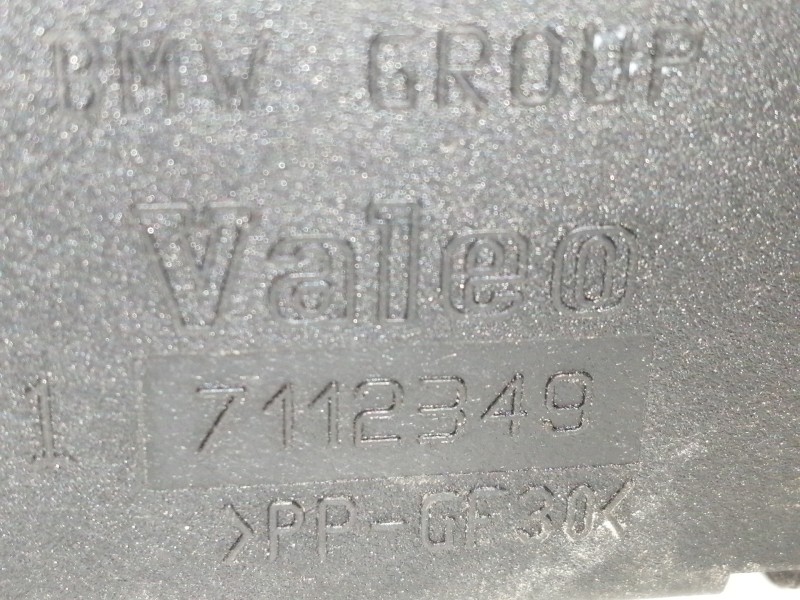 BMW GROUP
Valeo
1 7112349
>PP-GF30<